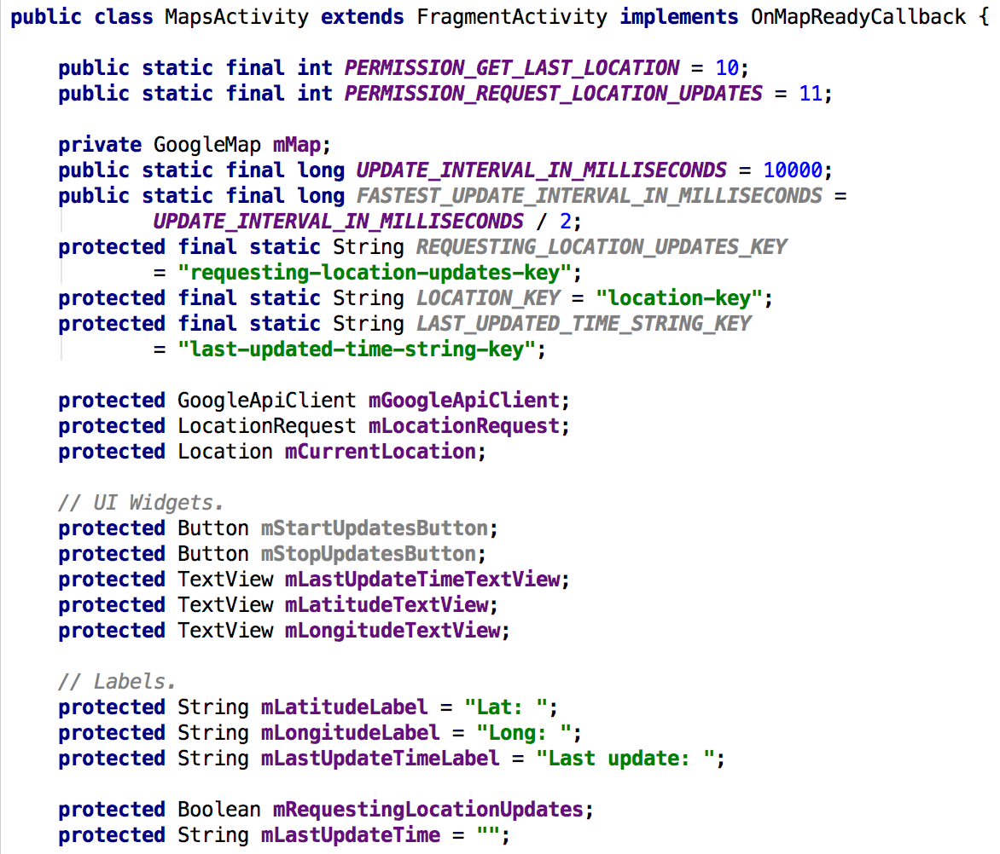 public class MapsActivity extends FragmentActivity implements OnMapReadyCallback {
public static final int PERMISSION_GET_LAST_LOCATION = 10;
public static final int PERMISSION_REQUEST_LOCATION_UPDATES = 11;
private GoogleMap mMap;
public static final long UPDATE_INTERVAL_IN_MILLISECONDS = 10000;
public static final long FASTEST_UPDATE_INTERVAL_IN_MILLISECONDS =
UPDATE_INTERVAL_IN_MILLISECONDS / 2;
protected final static String REQUESTING_LOCATION_UPDATES_KEY
= "requesting-location-updates-key";
protected final static String LOCATION_KEY = "location-key";
protected final static String LAST_UPDATED_TIME_STRING_KEY
= "last-updated-time-string-key";
protected GoogleApiClient mGoogleApiClient;
protected LocationRequest mLocationRequest;
protected Location mCurrentLocation;
// UI Widgets.
protected Button mStartUpdatesButton;
protected Button mStopUpdatesButton;
protected TextView mLastUpdateTimeTextView;
protected TextView mLatitudeTextView;
protected TextView mLongitudeTextView;
// Labels.
protected String mLatitudeLabel = "Lat: ";
protected String mLongitudeLabel = "Long: ";
protected String mLastUpdateTimeLabel = "Last update: ";
protected Boolean mRequestingLocationUpdates;
protected String mLastUpdateTime = "";